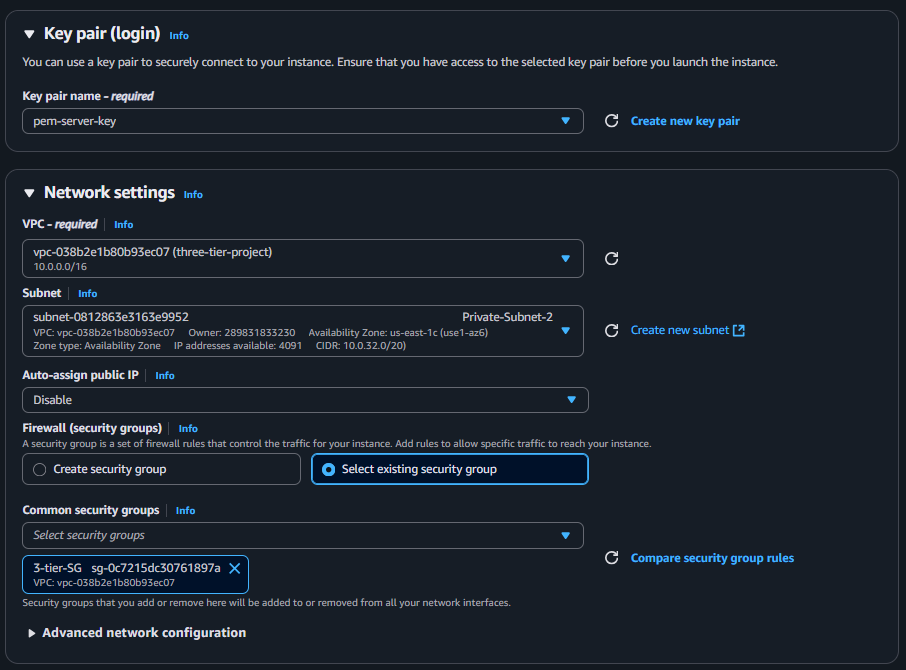 Key pair (login) Info
You can use a key pair to securely connect to your instance. Ensure that you have access to the selected key pair before you launch the instance.
Key pair name - required
pem-server-key
Create new key pair
Network settings Info
VPC - required Info
vpc-038b2e1b80b93ec07 (three-tier-project)
10.0.0.0/16
Subnet Info
subnet-0812863e3163e9952 Private-Subnet-2
VPC: vpc-038b2e1b80b93ec07 Owner: 289831833230 Availability Zone: us-east-1c (use1-az6)
Zone type: Availability Zone IP addresses available: 4091 CIDR: 10.0.32.0/20)
Create new subnet
Auto-assign public IP Info
Disable
Firewall (security groups) Info
A security group is a set of firewall rules that control the traffic for your instance. Add rules to allow specific traffic to reach your instance.
Create security group
Select existing security group
Common security groups Info
Select security groups
3-tier-SG sg-0c7215dc30761897a
VPC: vpc-038b2e1b80b93ec07
Compare security group rules
Security groups that you add or remove here will be added to or removed from all your network interfaces.
Advanced network configuration